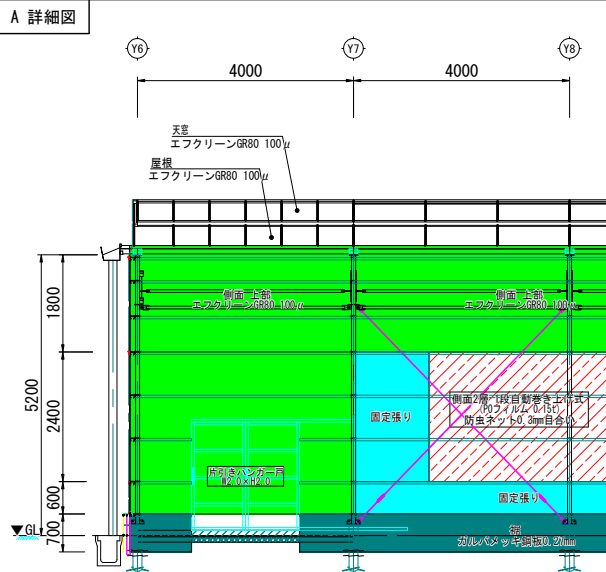 A 詳細図
Y6
Y7
Y8
4000
4000
天窓
エフクリーンGR80 100μ
屋根
エフクリーンGR80 100μ
側面 上部
エフクリーンGR80 100μ
側面 上部
エフクリーンGR80 100μ
1800
5200
2400
側面2層 1段自動巻き上げ式
(POフィルム 0.15t)
防虫ネット0.3mm目合い
固定張り
片引きハンガー戸
W2.0×H2.0
600
固定張り
▼GL
700
裾
ガルバメッキ鋼板0.27mm